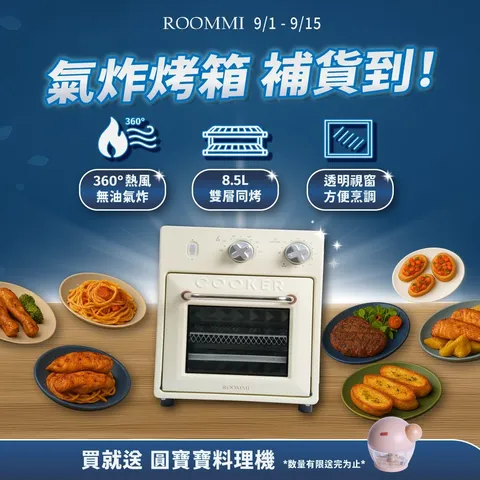 ROOMMI 9/1 - 9/15
氣炸烤箱 補貨到!
360°
360°熱風
無油氣炸
8.5L
雙層同烤
透明視窗
方便烹調
COOKER
ROOMMI
買就送 圓寶寶料理機 *數量有限送完為止*